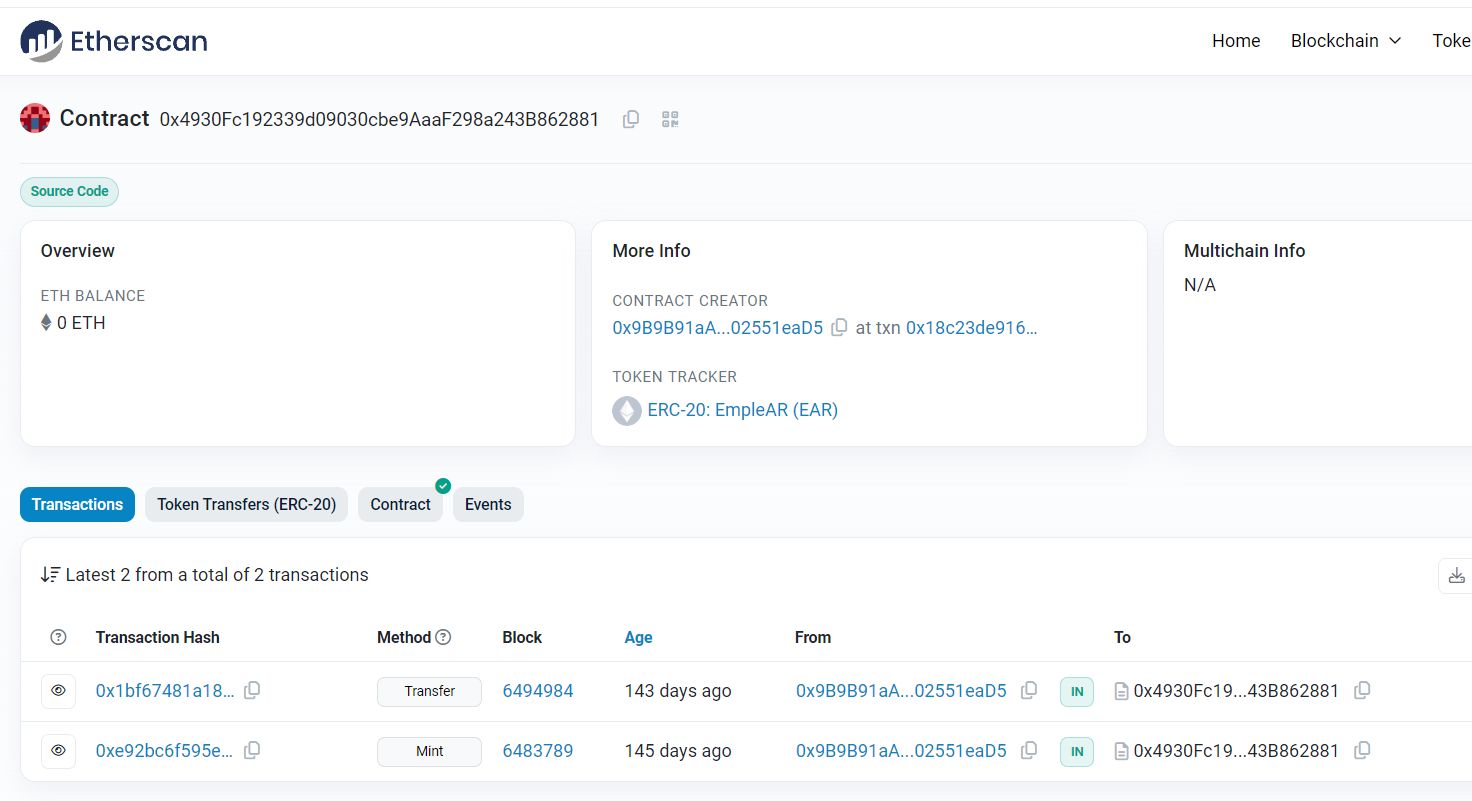 Etherscan
Home Blockchain Toke
Contract 0x4930Fc192339d09030cbe9AaaF298a243B862881
Source Code
Overview
ETH BALANCE
0 ETH
More Info
CONTRACT CREATOR
0x9B9B91aA...02551eaD5 at txn 0x18c23de916...
TOKEN TRACKER
ERC-20: EmpleAR (EAR)
Multichain Info
N/A
Transactions Token Transfers (ERC-20) Contract Events
Latest 2 from a total of 2 transactions
Transaction Hash Method Block Age From To
0x1bf67481a18... Transfer 6494984 143 days ago 0x9B9B91aA...02551eaD5 IN 0x4930Fc19...43B862881
0xe92bc6f595e... Mint 6483789 145 days ago 0x9B9B91aA...02551eaD5 IN 0x4930Fc19...43B862881